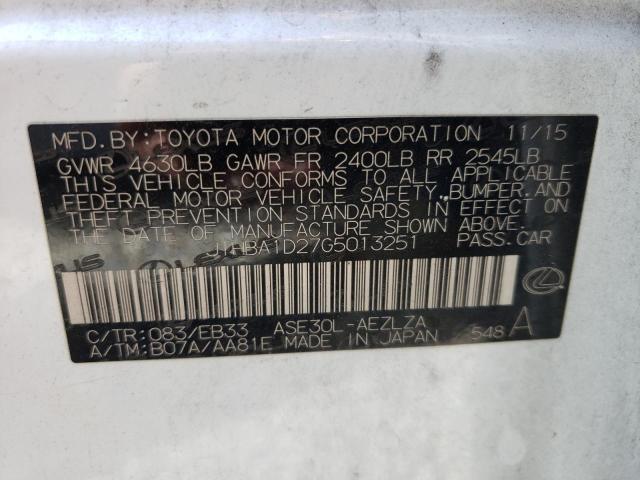 MFD. BY: TOYOTA MOTOR CORPORATION 11/15
GVWR 4630LB GAWR FR 2400LB RR 2545LB
THIS VEHICLE CONFORMS TO ALL APPLICABLE
FEDERAL MOTOR VEHICLE SAFETY, BUMPER, AND
THEFT PREVENTION STANDARDS IN EFFECT ON
THE DATE OF MANUFACTURE SHOWN ABOVE.
JTHBA1D27G5013251 PASS. CAR
C/TR: 083/EB33 ASE30L-AEZLZA
A/TM: B07A/AA81E MADE IN JAPAN 548 A